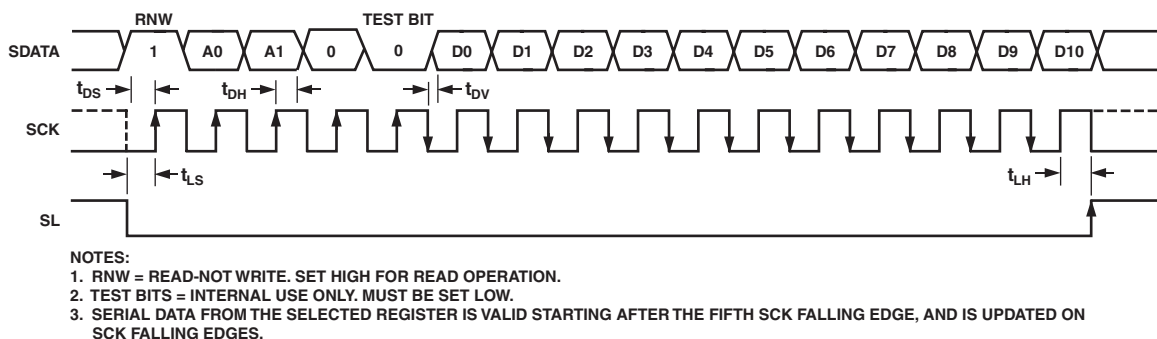 RNW
TEST BIT
SDATA 1 A0 A1 0 0 D0 D1 D2 D3 D4 D5 D6 D7 D8 D9 D10
tDS tDH tDV
SCK
tLS tLH
SL
NOTES:
1. RNW = READ-NOT WRITE. SET HIGH FOR READ OPERATION.
2. TEST BITS = INTERNAL USE ONLY. MUST BE SET LOW.
3. SERIAL DATA FROM THE SELECTED REGISTER IS VALID STARTING AFTER THE FIFTH SCK FALLING EDGE, AND IS UPDATED ON
SCK FALLING EDGES.